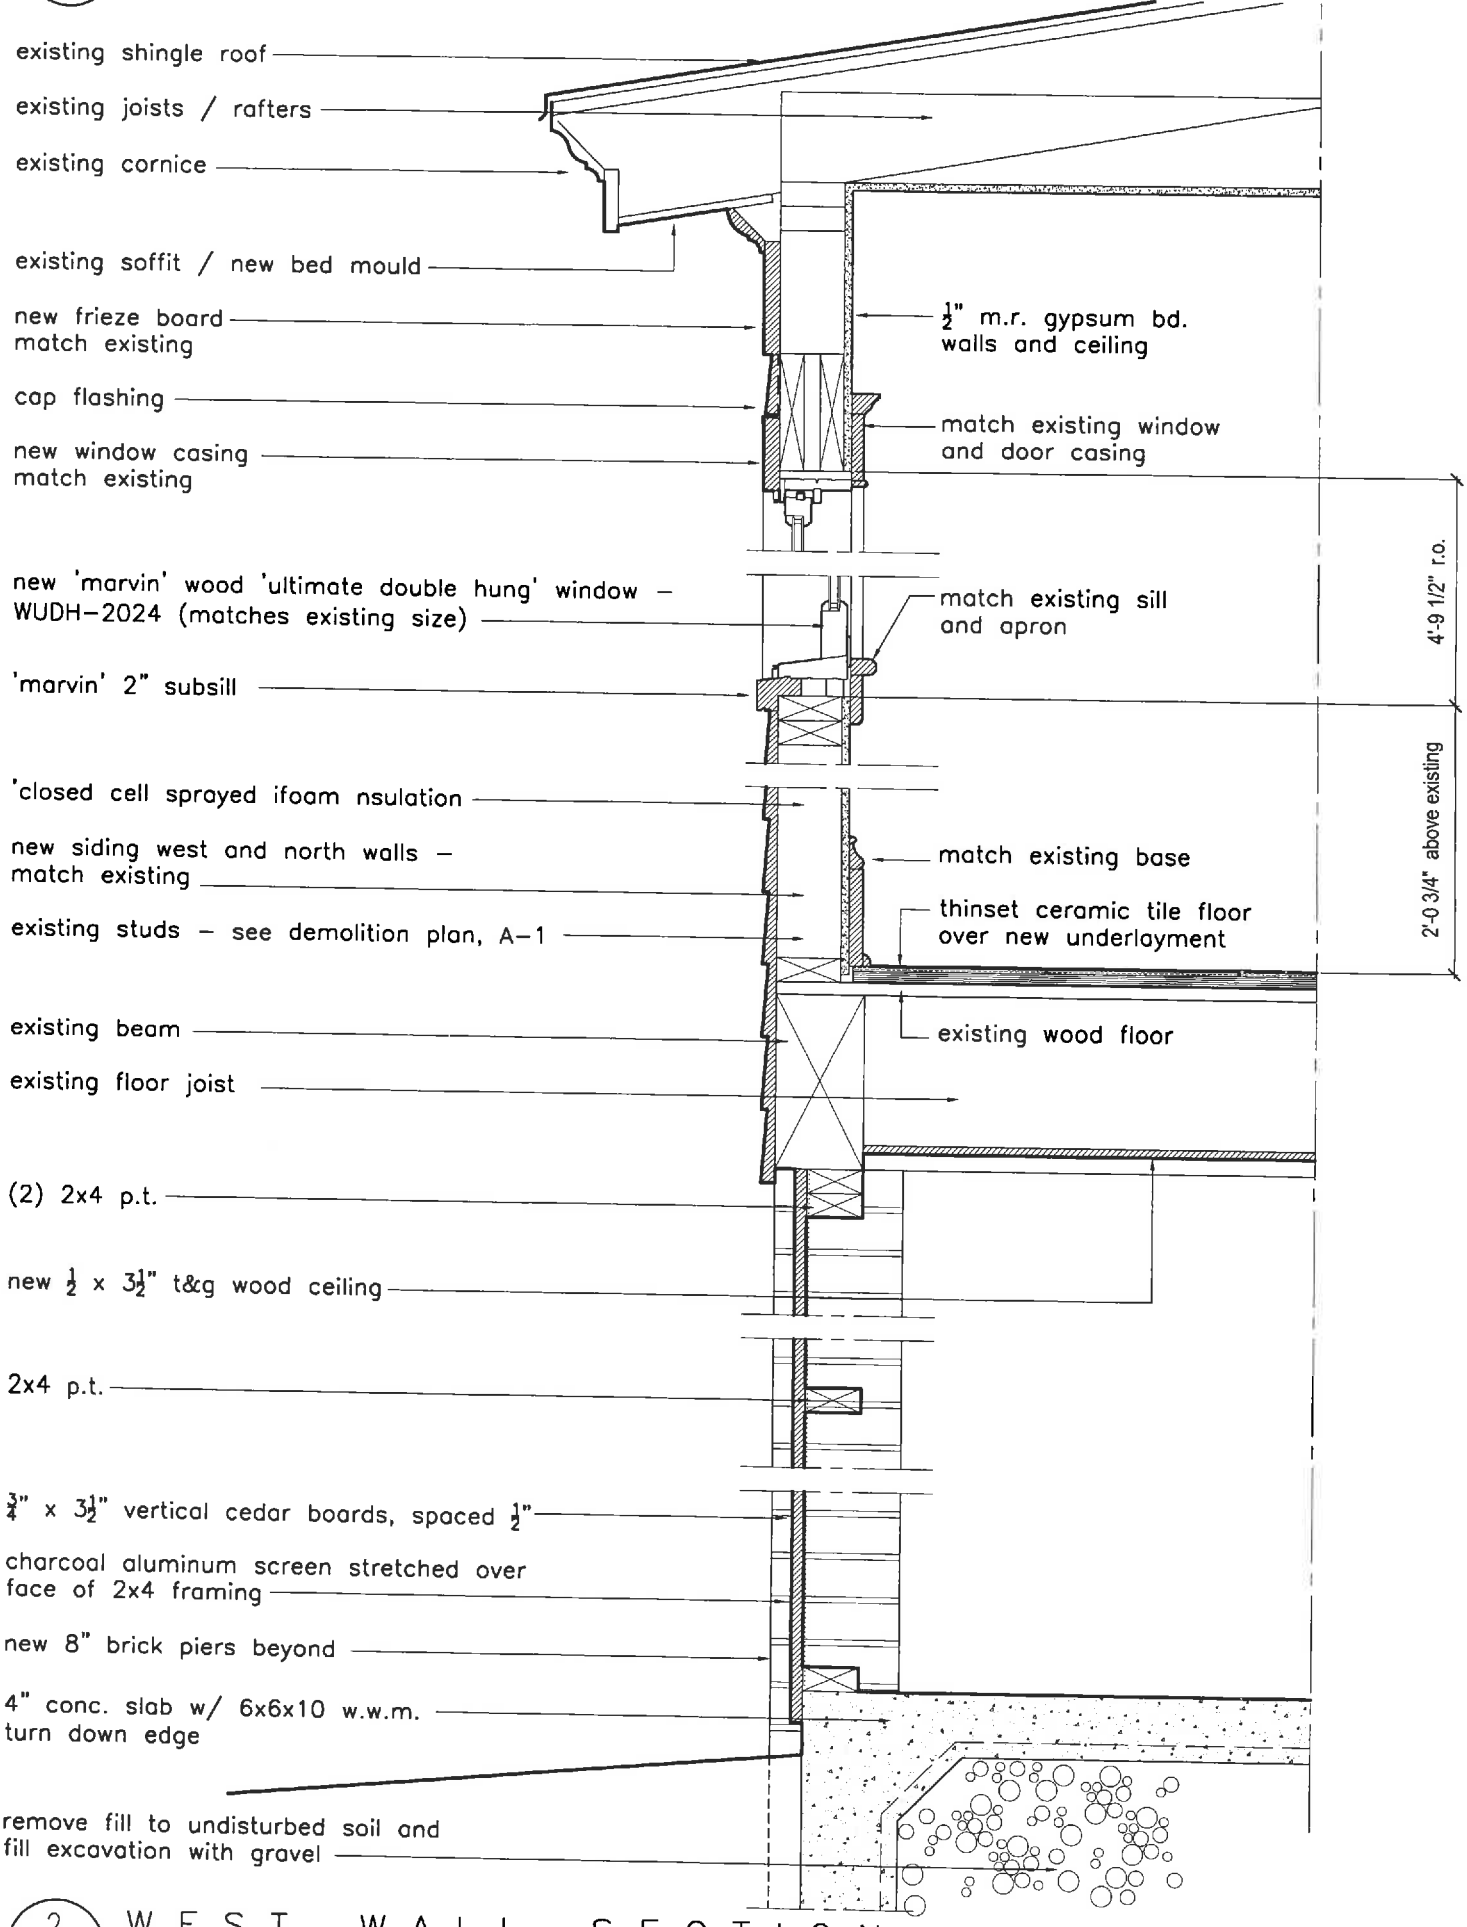 existing shingle roof
existing joists / rafters
existing cornice
existing soffit / new bed mould
new frieze board
match existing
cap flashing
new window casing
match existing
new 'marvin' wood 'ultimate double hung' window –
WUDH–2024 (matches existing size)
'marvin' 2" subsill
'closed cell sprayed ifoam nsulation
new siding west and north walls –
match existing
existing studs – see demolition plan, A–1
existing beam
existing floor joist
(2) 2x4 p.t.
new 1/2 x 3 1/2" t&g wood ceiling
2x4 p.t.
3/4" x 3 1/2" vertical cedar boards, spaced 1/2"
charcoal aluminum screen stretched over
face of 2x4 framing
new 8" brick piers beyond
4" conc. slab w/ 6x6x10 w.w.m.
turn down edge
remove fill to undisturbed soil and
fill excavation with gravel
1/2" m.r. gypsum bd.
walls and ceiling
match existing window
and door casing
match existing sill
and apron
match existing base
thinset ceramic tile floor
over new underlayment
existing wood floor
4'-9 1/2" r.o.
2'-0 3/4" above existing
2 WEST WALL SECTION